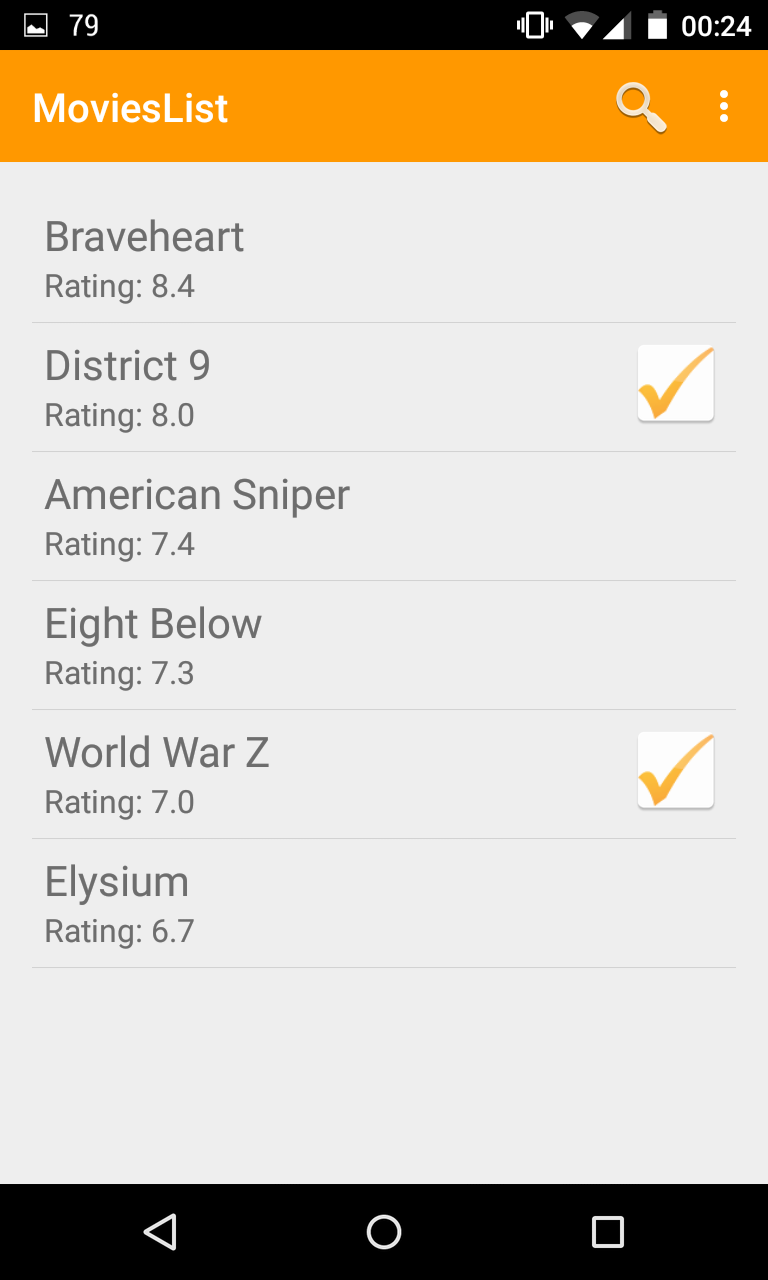 79 00:24
MoviesList
Braveheart
Rating: 8.4
District 9
Rating: 8.0
American Sniper
Rating: 7.4
Eight Below
Rating: 7.3
World War Z
Rating: 7.0
Elysium
Rating: 6.7